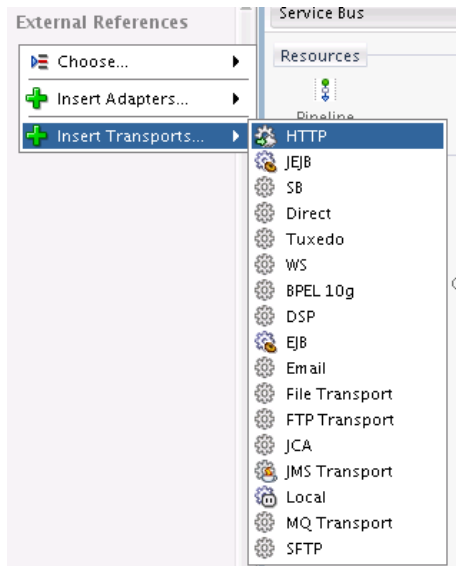 External References
Service Bus
Resources
Pipeline
Choose...
Insert Adapters...
Insert Transports...
HTTP
JEJB
SB
Direct
Tuxedo
WS
BPEL 10g
DSP
EJB
Email
File Transport
FTP Transport
JCA
JMS Transport
Local
MQ Transport
SFTP